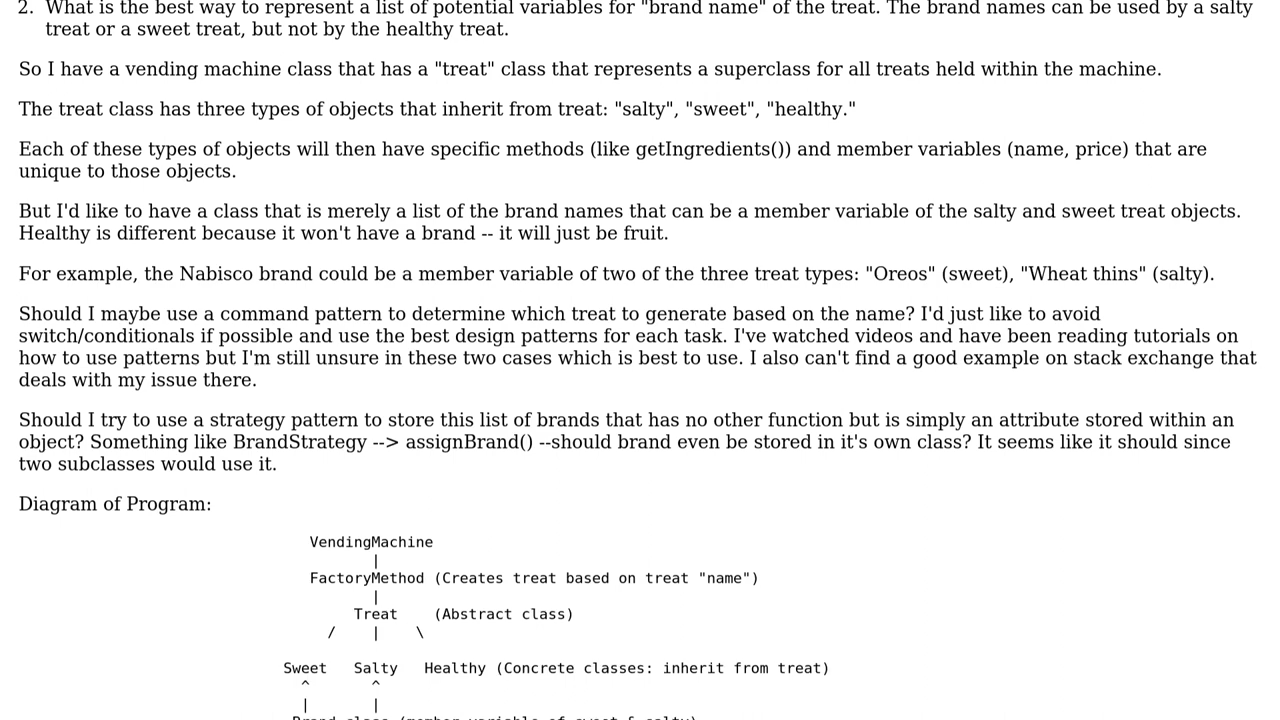 2. What is the best way to represent a list of potential variables for "brand name" of the treat. The brand names can be used by a salty
treat or a sweet treat, but not by the healthy treat.
So I have a vending machine class that has a "treat" class that represents a superclass for all treats held within the machine.
The treat class has three types of objects that inherit from treat: "salty", "sweet", "healthy."
Each of these types of objects will then have specific methods (like getIngredients()) and member variables (name, price) that are
unique to those objects.
But I'd like to have a class that is merely a list of the brand names that can be a member variable of the salty and sweet treat objects.
Healthy is different because it won't have a brand -- it will just be fruit.
For example, the Nabisco brand could be a member variable of two of the three treat types: "Oreos" (sweet), "Wheat thins" (salty).
Should I maybe use a command pattern to determine which treat to generate based on the name? I'd just like to avoid
switch/conditionals if possible and use the best design patterns for each task. I've watched videos and have been reading tutorials on
how to use patterns but I'm still unsure in these two cases which is best to use. I also can't find a good example on stack exchange that
deals with my issue there.
Should I try to use a strategy pattern to store this list of brands that has no other function but is simply an attribute stored within an
object? Something like BrandStrategy --> assignBrand() --should brand even be stored in it's own class? It seems like it should since
two subclasses would use it.
Diagram of Program:
VendingMachine
|
FactoryMethod (Creates treat based on treat "name")
|
Treat (Abstract class)
/ | \
Sweet Salty Healthy (Concrete classes: inherit from treat)
^ ^
| |
Brand class (member variable of sweet & salty)